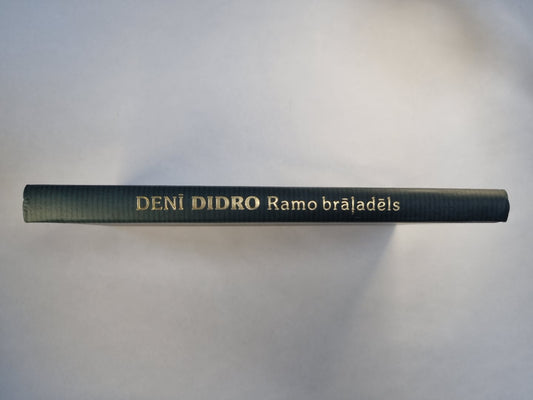 DENĪ DIDRO Ramo brāļadēls